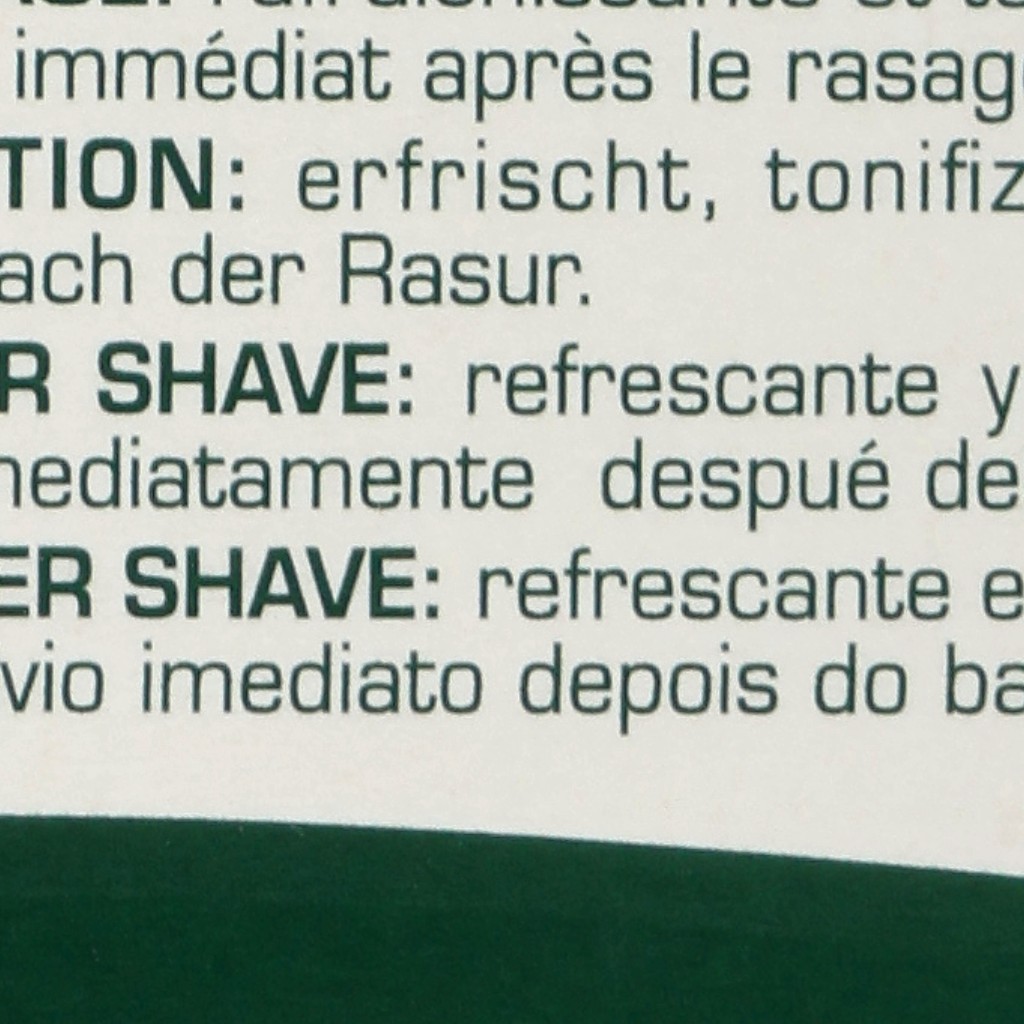 immédiat après le rasag
TION: erfrischt, tonifiz
ach der Rasur.
R SHAVE: refrescante y
mediatamente despué de
ER SHAVE: refrescante e
vio imediato depois do ba